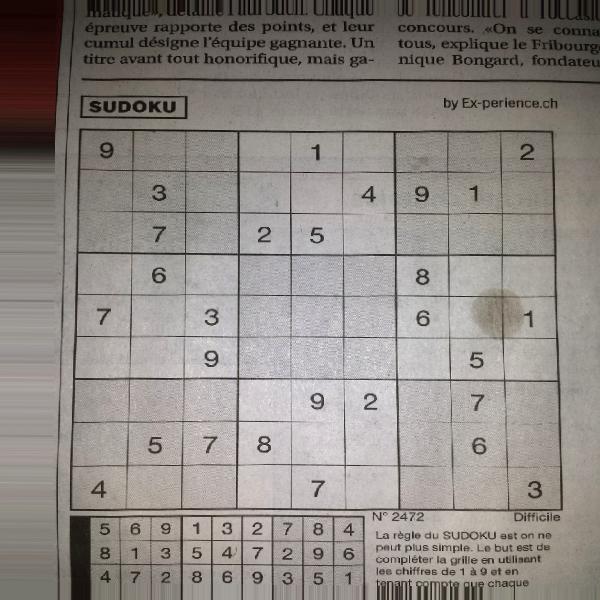 épreuve rapporte des points, et leur
cumul désigne l'équipe gagnante. Un
titre avant tout honorifique, mais ga-
concours. «On se conna
tous, explique le Fribourg
nique Bongard, fondateu
SUDOKU
by Ex-perience.ch
9 1 2
3 4 9 1
7 2 5
6 8
7 3 6 1
9 5
9 2 7
5 7 8 6
4 7 3
N° 2472 Difficile
5 6 9 1 3 2 7 8 4
8 1 3 5 4 7 2 9 6
4 7 2 8 6 9 3 5 1
La règle du SUDOKU est on ne
peut plus simple. Le but est de
compléter la grille en utilisant
les chiffres de 1 à 9 et en
tenant compte que chaque